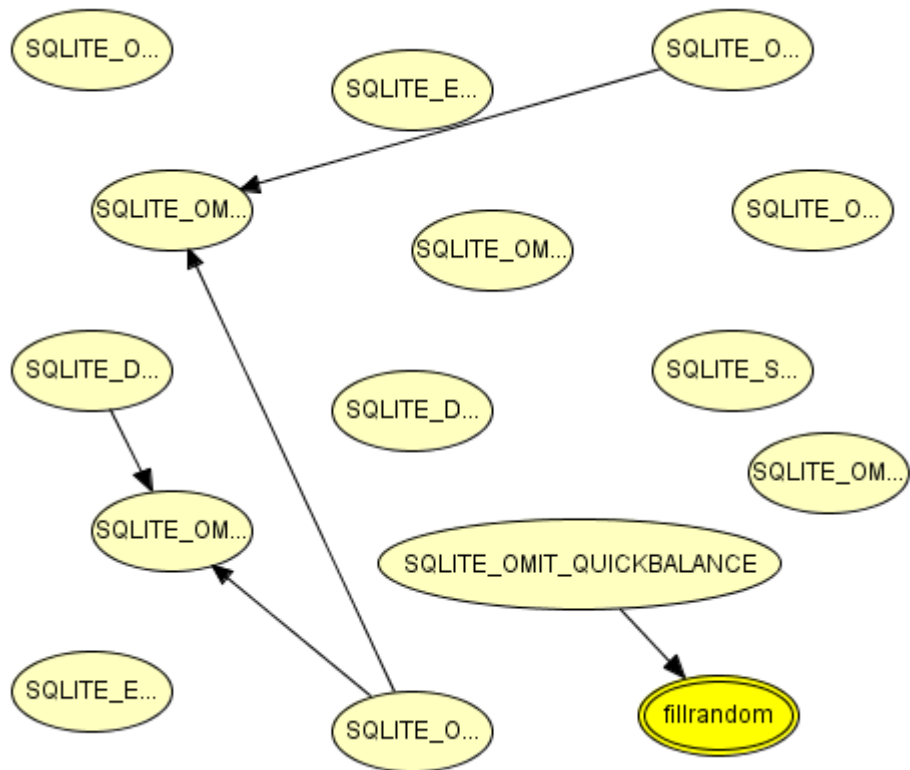 SQLITE_O...
SQLITE_E...
SQLITE_O...
SQLITE_OM...
SQLITE_OM...
SQLITE_O...
SQLITE_D...
SQLITE_D...
SQLITE_S...
SQLITE_OM...
SQLITE_OM...
SQLITE_OMIT_QUICKBALANCE
SQLITE_E...
SQLITE_O...
fillrandom